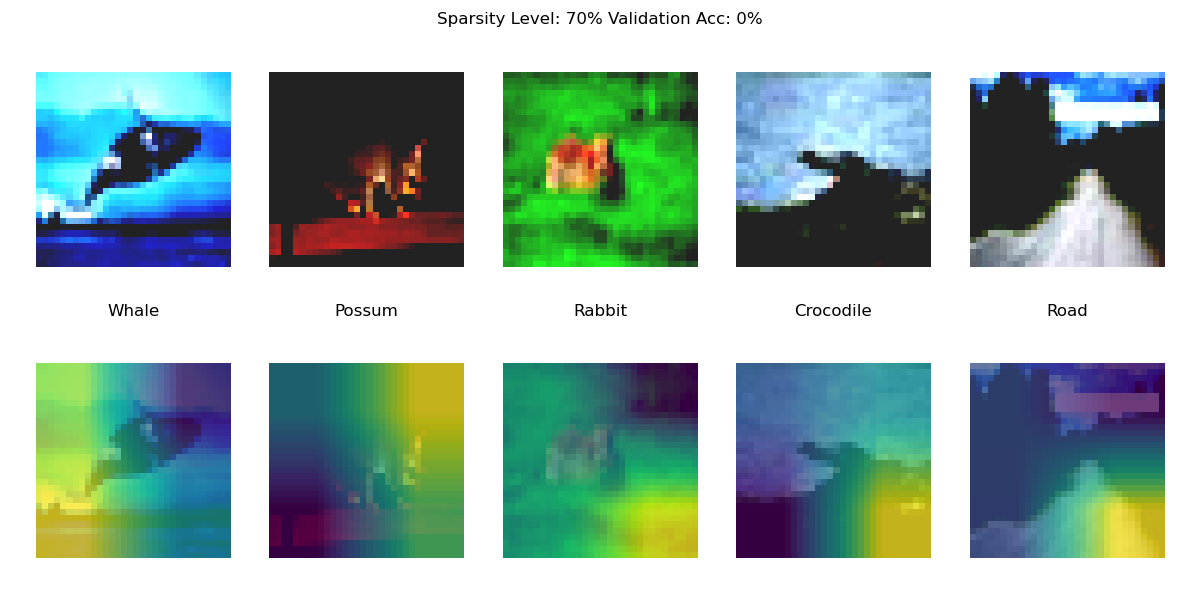 Sparsity Level: 70% Validation Acc: 0%
Whale
Possum
Rabbit
Crocodile
Road